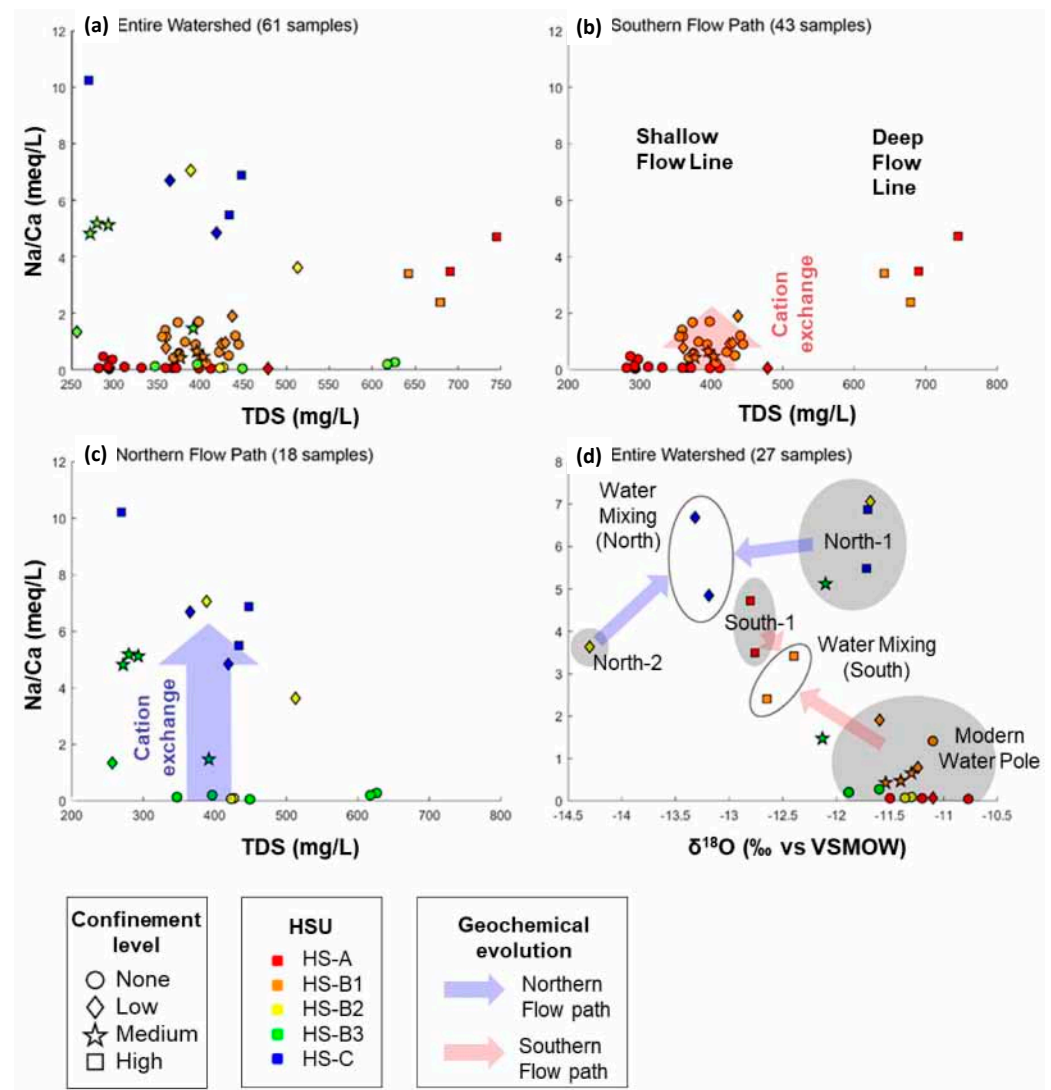 (a) Entire Watershed (61 samples)
12
10
8
6
4
2
0
Na/Ca (meq/L)
250 300 350 400 450 500 550 600 650 700 750
TDS (mg/L)
(b) Southern Flow Path (43 samples)
12
10
8
6
4
2
0
Shallow
Flow Line
Deep
Flow
Line
Cation
exchange
200 300 400 500 600 700 800
TDS (mg/L)
(c) Northern Flow Path (18 samples)
12
10
8
6
4
2
0
Na/Ca (meq/L)
Cation
exchange
200 300 400 500 600 700 800
TDS (mg/L)
(d) Entire Watershed (27 samples)
8
7
6
5
4
3
2
1
0
Water
Mixing
(North)
North-1
South-1
North-2
Water Mixing
(South)
Modern
Water Pole
-14.5 -14 -13.5 -13 -12.5 -12 -11.5 -11 -10.5
δ¹⁸O (‰ vs VSMOW)
Confinement
level
None
Low
Medium
High
HSU
HS-A
HS-B1
HS-B2
HS-B3
HS-C
Geochemical
evolution
Northern
Flow path
Southern
Flow path